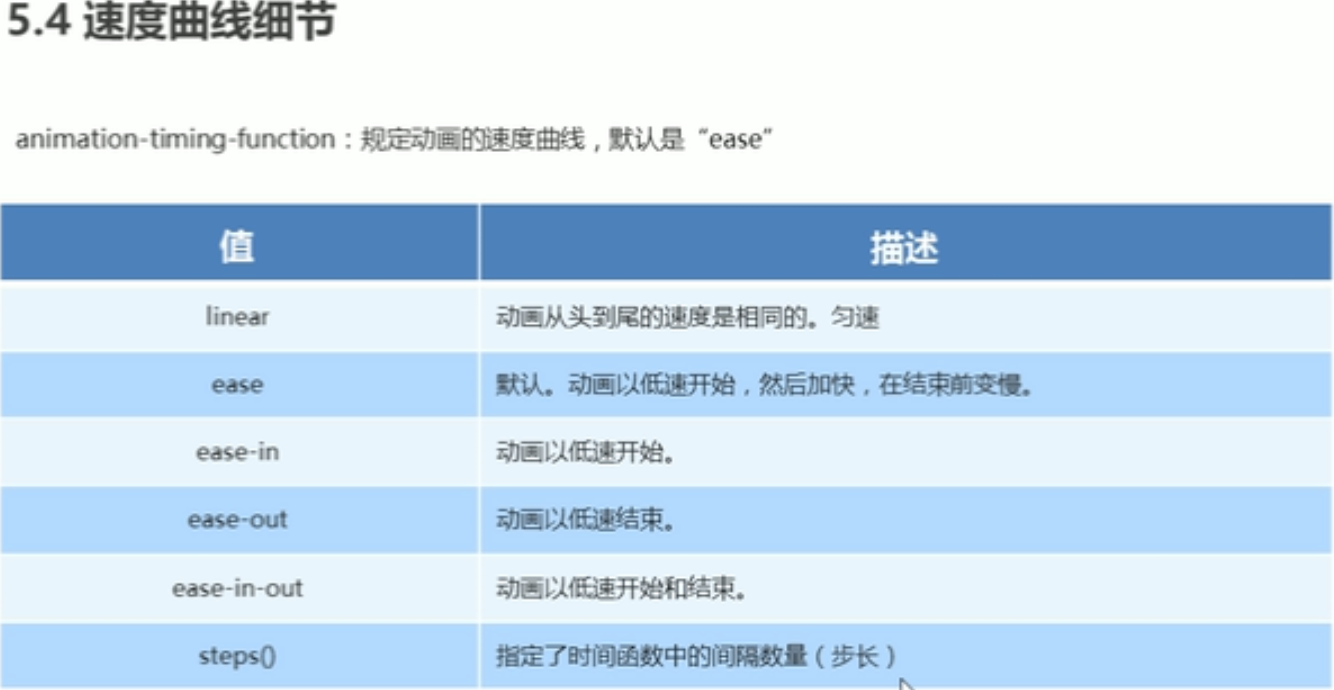 5.4 速度曲线细节
animation-timing-function：规定动画的速度曲线，默认是“ease”
值 描述
linear 动画从头到尾的速度是相同的。匀速
ease 默认。动画以低速开始，然后加快，在结束前变慢。
ease-in 动画以低速开始。
ease-out 动画以低速结束。
ease-in-out 动画以低速开始和结束。
steps() 指定了时间函数中的间隔数量（步长）